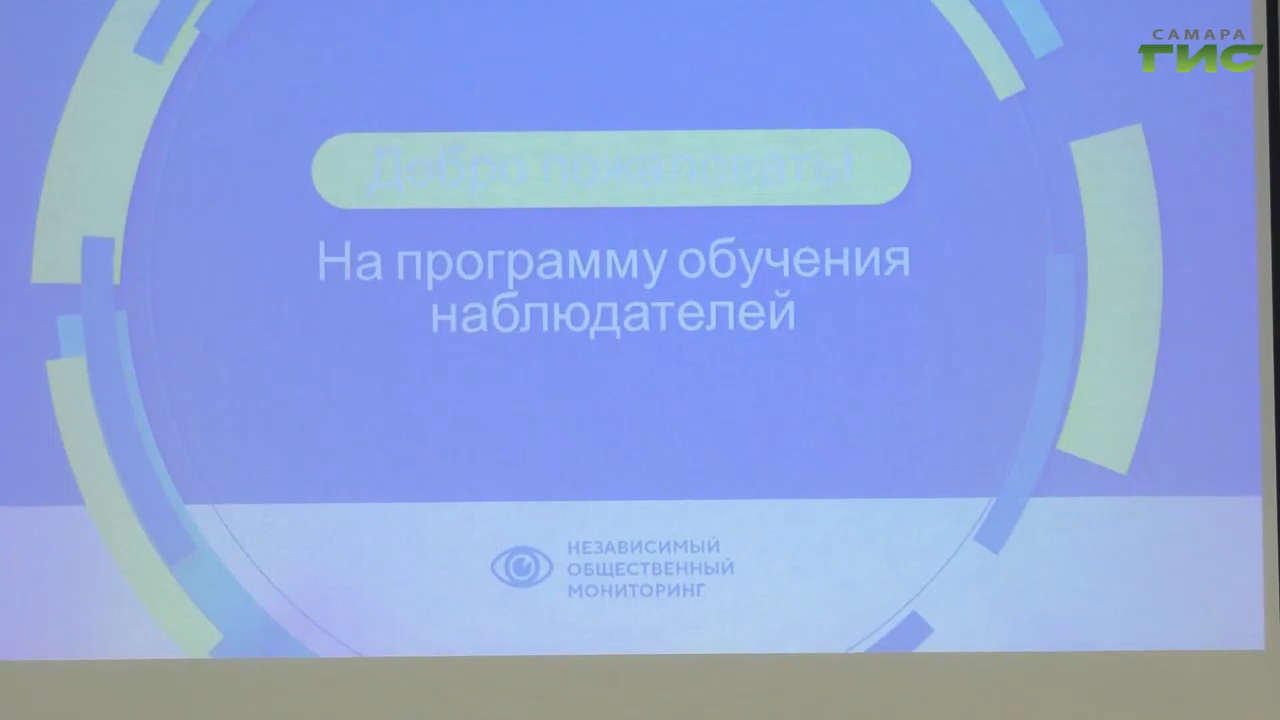 САМАРА
ГИС
Добро пожаловать!
На программу обучения
наблюдателей
НЕЗАВИСИМЫЙ
ОБЩЕСТВЕННЫЙ
МОНИТОРИНГ